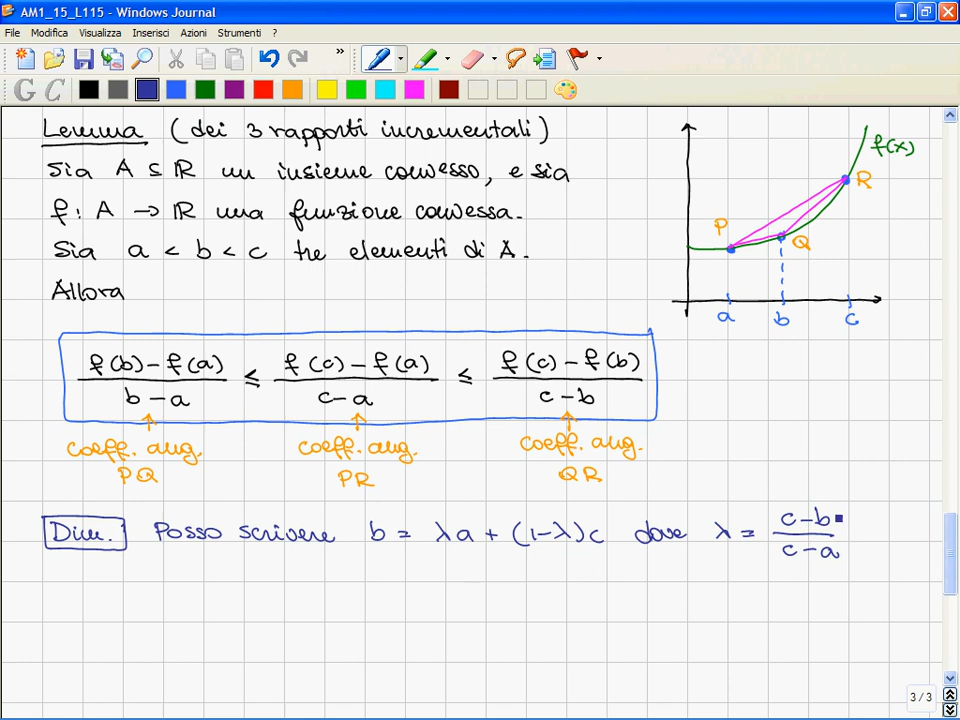 AM1_15_L115 - Windows Journal
File Modifica Visualizza Inserisci Azioni Strumenti ?
G C
Lemma (dei 3 rapporti incrementali)
Sia A ⊆ ℝ un insieme convesso, e sia
f: A → ℝ una funzione convessa.
Sia a < b < c tre elementi di A.
Allora
f(x)
R
P
Q
a b c
f(b)-f(a) / b-a ≤ f(c)-f(a) / c-a ≤ f(c)-f(b) / c-b
coeff. ang. PQ
coeff. ang. PR
coeff. ang. QR
Dim. Posso scrivere b = λa + (1-λ)c dove λ = c-b / c-a
3 / 3